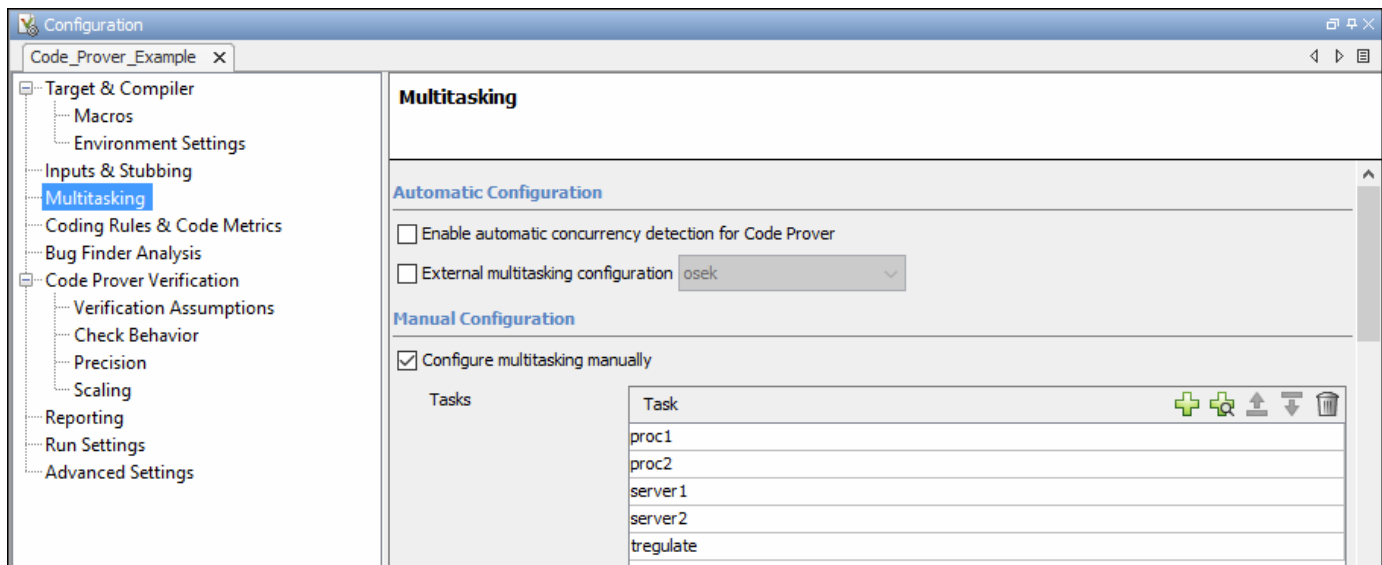 Configuration
Code_Prover_Example
Target & Compiler
Macros
Environment Settings
Inputs & Stubbing
Multitasking
Coding Rules & Code Metrics
Bug Finder Analysis
Code Prover Verification
Verification Assumptions
Check Behavior
Precision
Scaling
Reporting
Run Settings
Advanced Settings
Multitasking
Automatic Configuration
Enable automatic concurrency detection for Code Prover
External multitasking configuration osek
Manual Configuration
Configure multitasking manually
Tasks
Task
proc1
proc2
server1
server2
tregulate